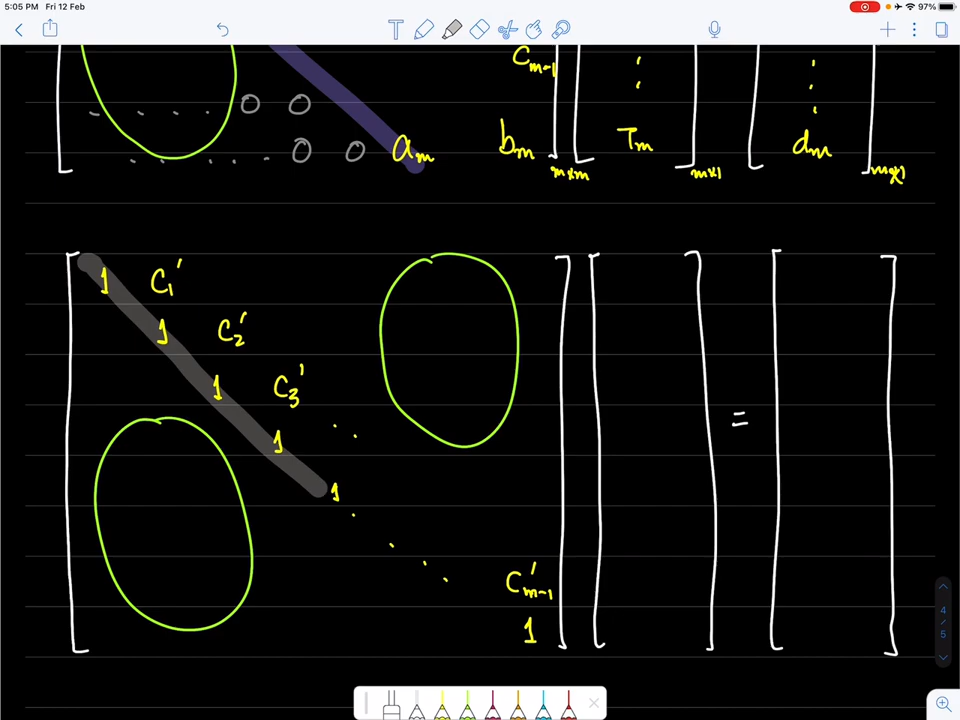 5:05 PM Fri 12 Feb 97%
C_{m-1} ⋮ ⋮
. . . . 0 0
. . . . 0 0 a_m b_m T_m d_m
m×m m×1 m×1
1 C_1'
1 C_2'
1 C_3'
. .
=
1
1
. . . .
C_{m-1}'
1
4
/
5